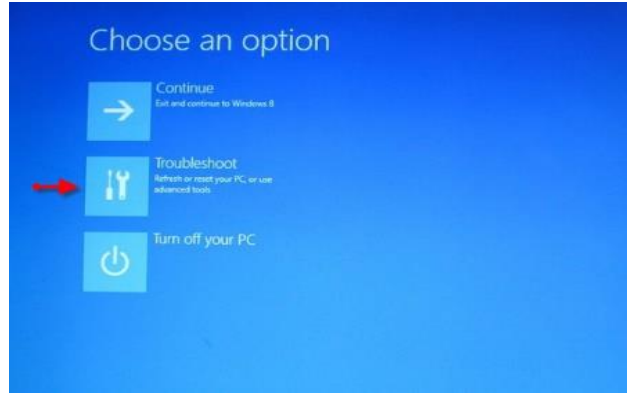 Choose an option
Continue
Exit and continue to Windows 8
Troubleshoot
Refresh or reset your PC, or use
advanced tools
Turn off your PC